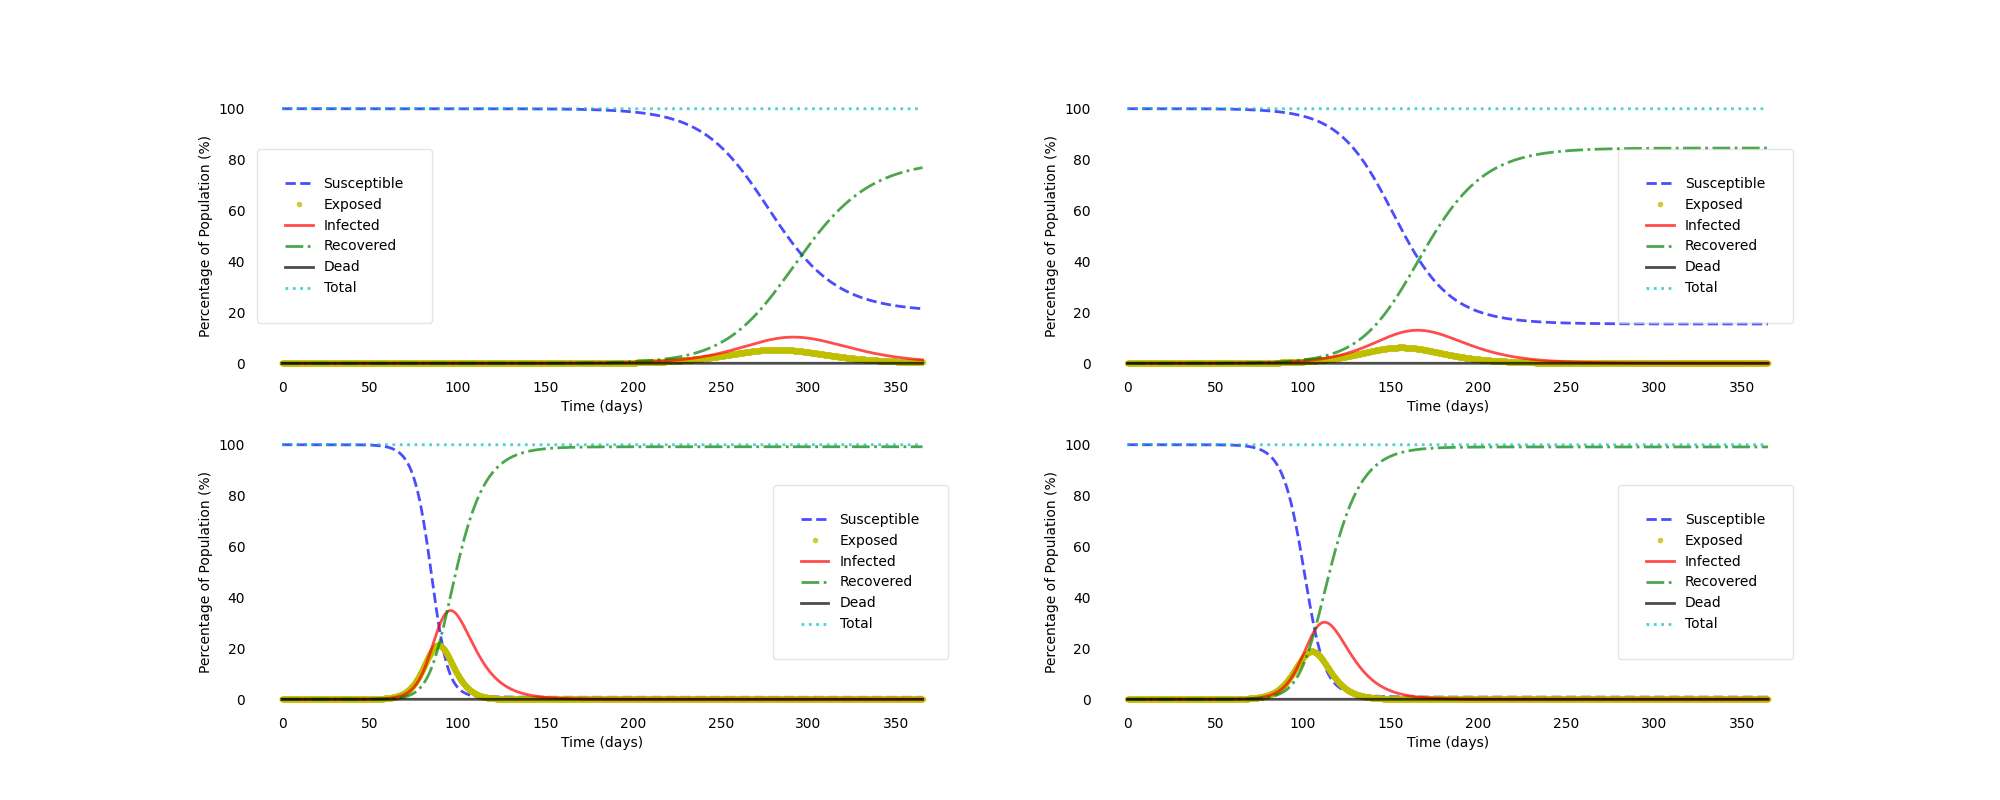 Percentage of Population (%)
100
80
60
40
20
0
Susceptible
Exposed
Infected
Recovered
Dead
Total
0 50 100 150 200 250 300 350
Time (days)
Percentage of Population (%)
100
80
60
40
20
0
Susceptible
Exposed
Infected
Recovered
Dead
Total
0 50 100 150 200 250 300 350
Time (days)
Percentage of Population (%)
100
80
60
40
20
0
Susceptible
Exposed
Infected
Recovered
Dead
Total
0 50 100 150 200 250 300 350
Time (days)
Percentage of Population (%)
100
80
60
40
20
0
Susceptible
Exposed
Infected
Recovered
Dead
Total
0 50 100 150 200 250 300 350
Time (days)